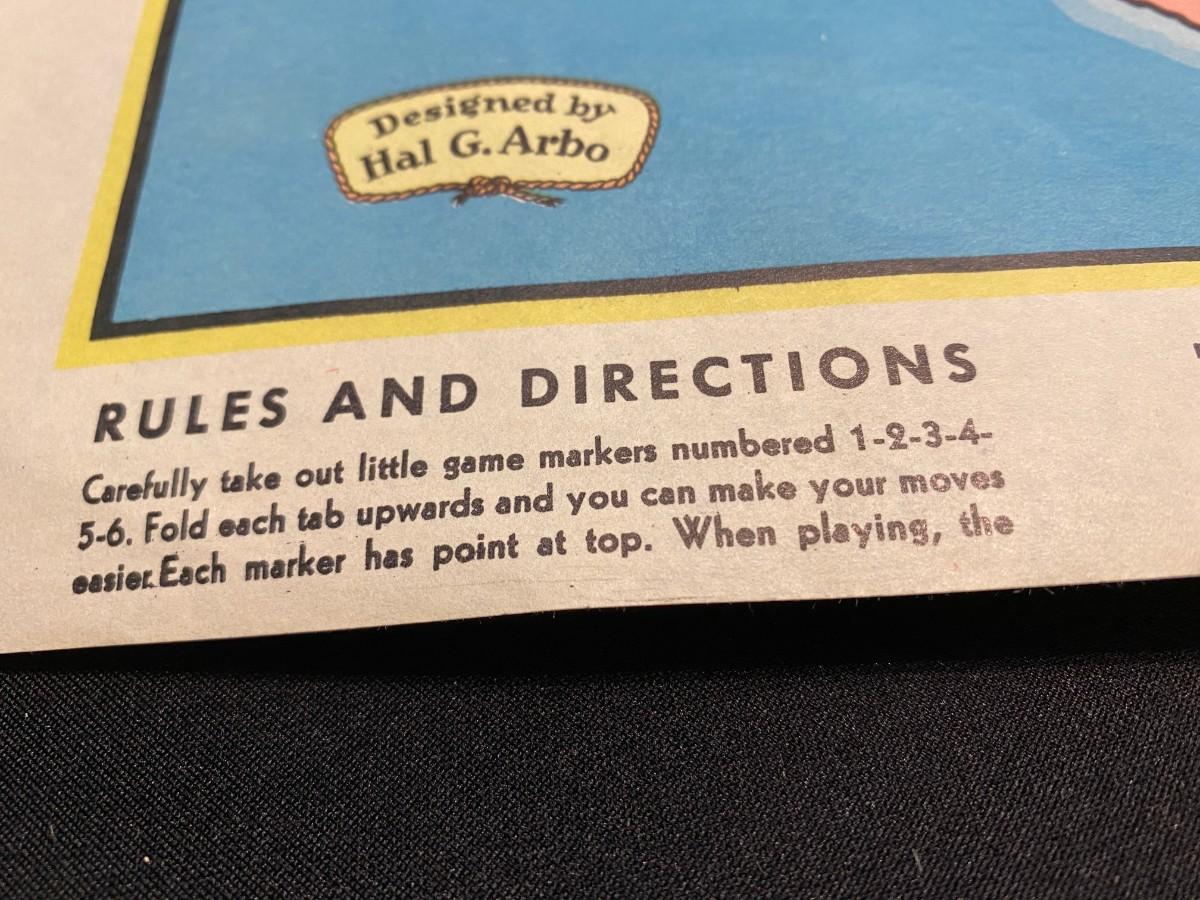 Designed by
Hal G. Arbo
RULES AND DIRECTIONS
Carefully take out little game markers numbered 1-2-3-4-
5-6. Fold each tab upwards and you can make your moves
easier. Each marker has point at top. When playing, the